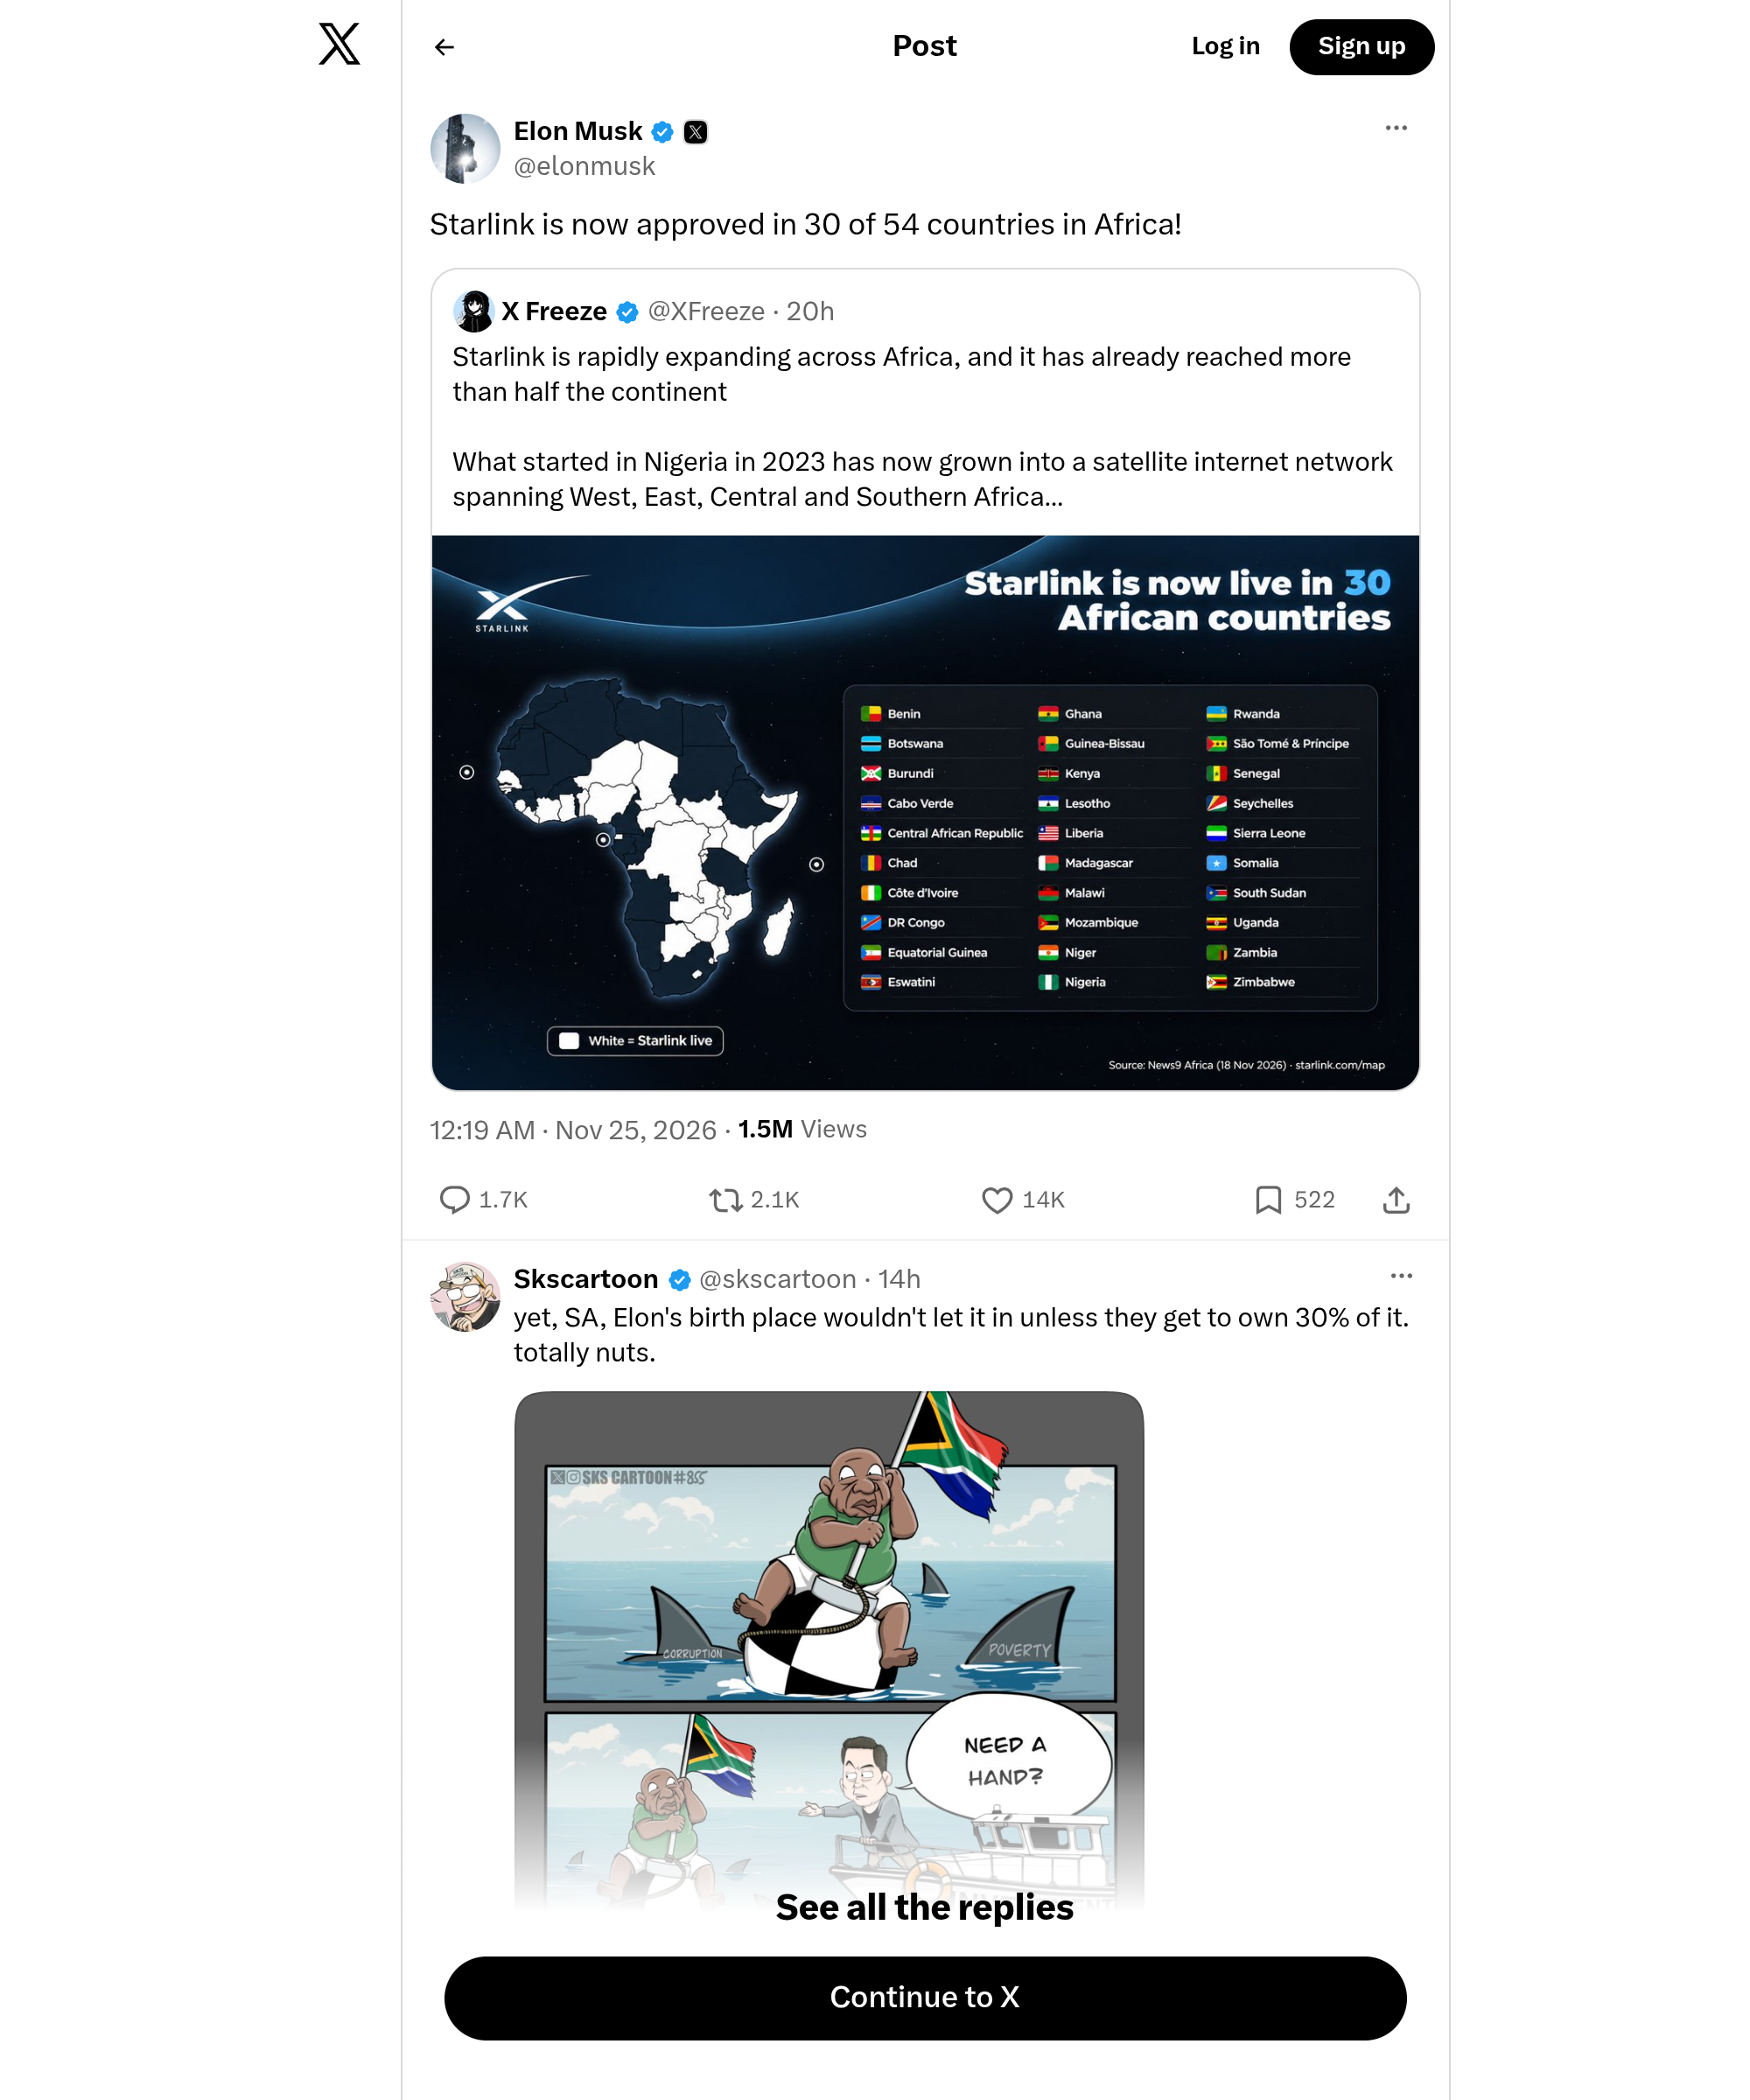 Post
Log in
Sign up
Elon Musk
@elonmusk
Starlink is now approved in 30 of 54 countries in Africa!
X Freeze @XFreeze · 20h
Starlink is rapidly expanding across Africa, and it has already reached more
than half the continent
What started in Nigeria in 2023 has now grown into a satellite internet network
spanning West, East, Central and Southern Africa...
STARLINK
Starlink is now live in 30
African countries
Benin
Botswana
Burundi
Cabo Verde
Central African Republic
Chad
Côte d'Ivoire
DR Congo
Equatorial Guinea
Eswatini
Ghana
Guinea-Bissau
Kenya
Lesotho
Liberia
Madagascar
Malawi
Mozambique
Niger
Nigeria
Rwanda
São Tomé & Príncipe
Senegal
Seychelles
Sierra Leone
Somalia
South Sudan
Uganda
Zambia
Zimbabwe
White = Starlink live
Source: News9 Africa (18 Nov 2026) · starlink.com/map
12:19 AM · Nov 25, 2026 · 1.5M Views
1.7K
2.1K
14K
522
Skscartoon @skscartoon · 14h
yet, SA, Elon's birth place wouldn't let it in unless they get to own 30% of it.
totally nuts.
SKS CARTOON#865
CORRUPTION
POVERTY
NEED A
HAND?
See all the replies
Continue to X